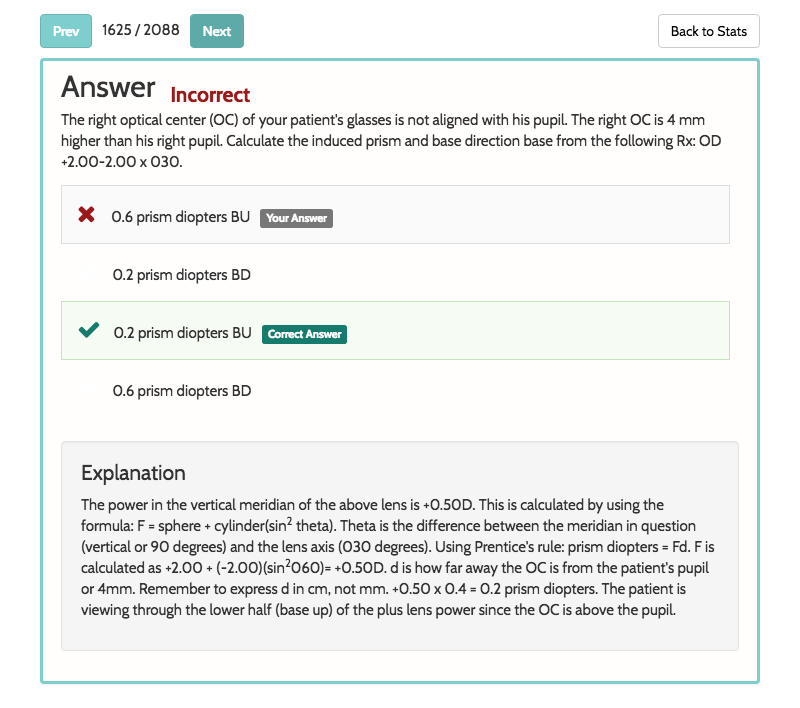 Prev 1625 / 2088 Next Back to Stats
Answer Incorrect
The right optical center (OC) of your patient's glasses is not aligned with his pupil. The right OC is 4 mm
higher than his right pupil. Calculate the induced prism and base direction base from the following Rx: OD
+2.00-2.00 x 030.
0.6 prism diopters BU Your Answer
0.2 prism diopters BD
0.2 prism diopters BU Correct Answer
0.6 prism diopters BD
Explanation
The power in the vertical meridian of the above lens is +0.50D. This is calculated by using the
formula: F = sphere + cylinder(sin² theta). Theta is the difference between the meridian in question
(vertical or 90 degrees) and the lens axis (030 degrees). Using Prentice's rule: prism diopters = Fd. F is
calculated as +2.00 + (-2.00)(sin²060)= +0.50D. d is how far away the OC is from the patient's pupil
or 4mm. Remember to express d in cm, not mm. +0.50 x 0.4 = 0.2 prism diopters. The patient is
viewing through the lower half (base up) of the plus lens power since the OC is above the pupil.